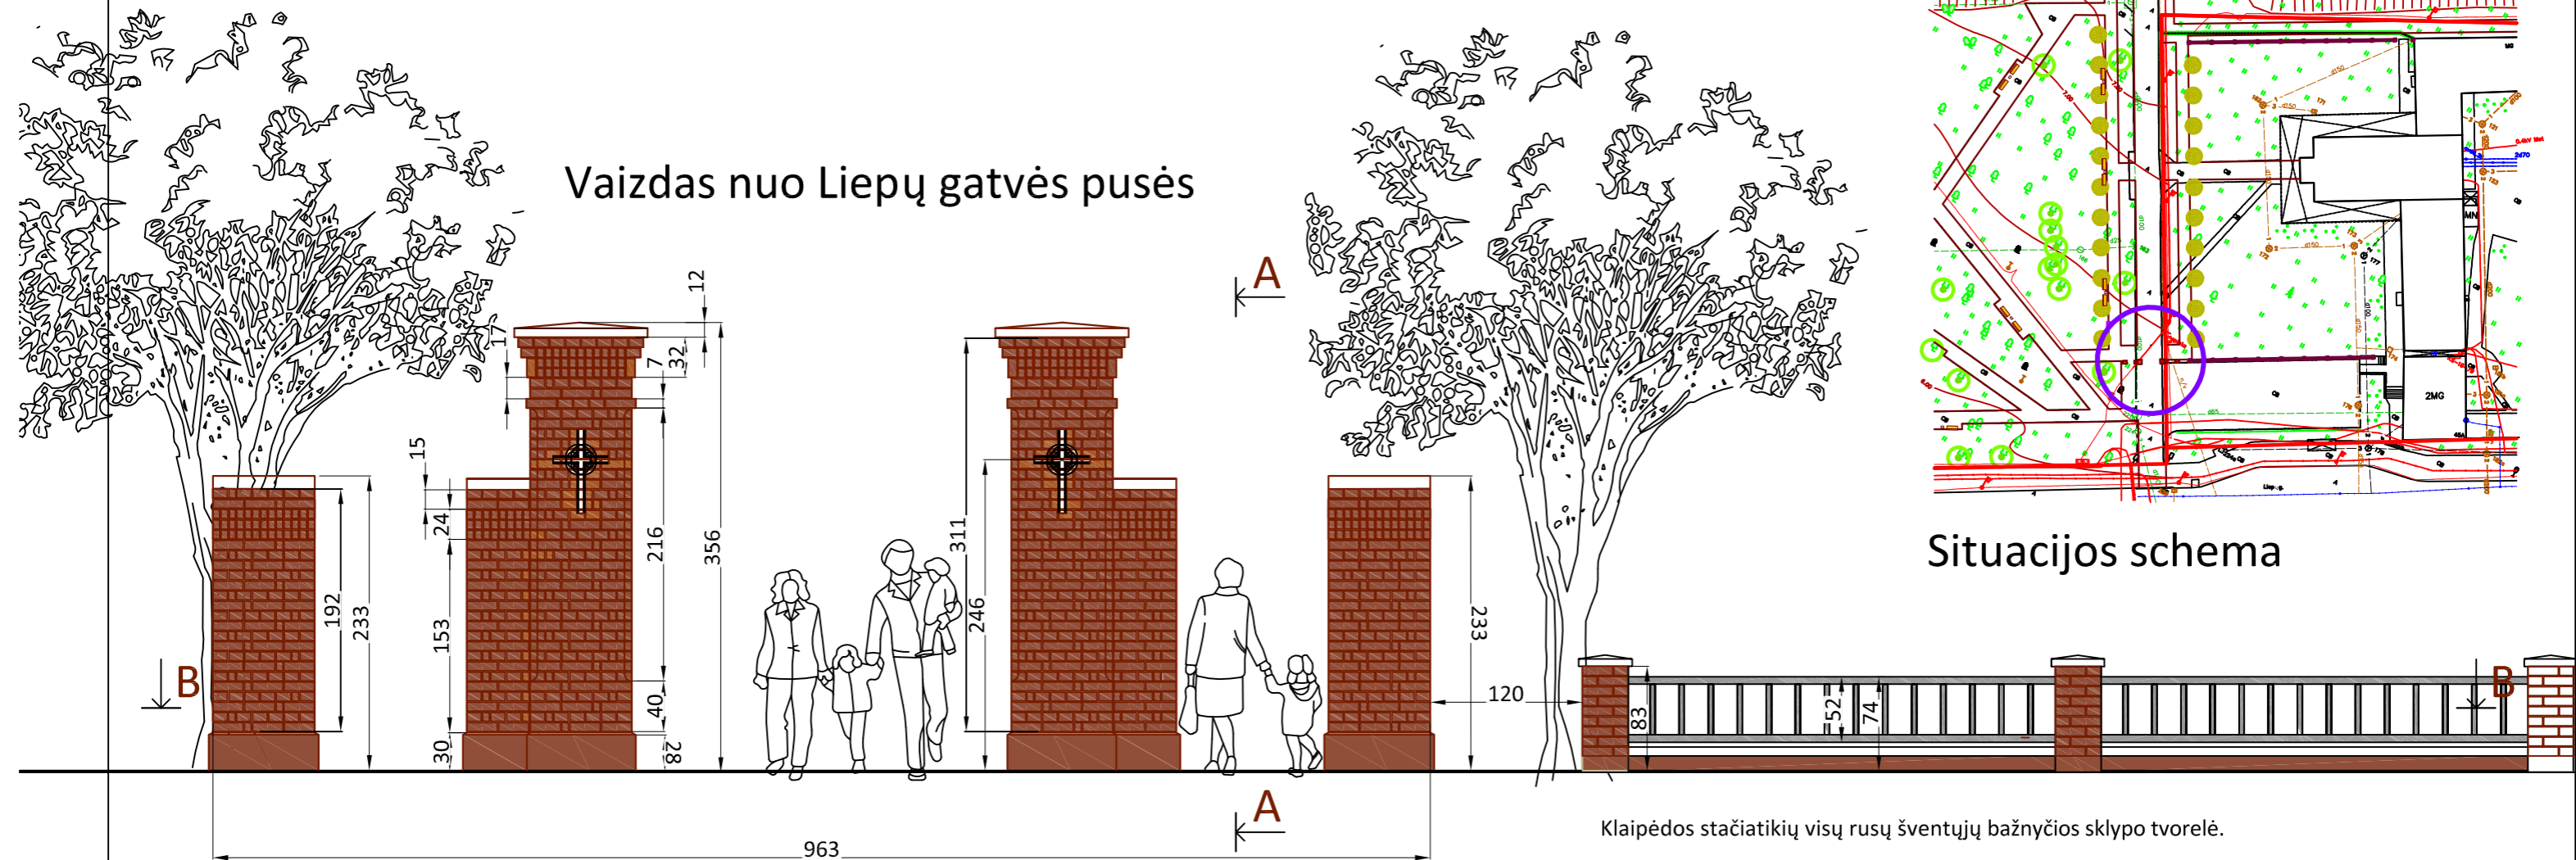 Vaizdas nuo Liepų gatvės pusės
A
12
17
7
32
15
24
216
356
311
246
192
233
153
30
40
28
233
120
83
52
74
B
B
A
963
Situacijos schema
2MG
MN
Klaipėdos stačiatikių visų rusų šventųjų bažnyčios sklypo tvorelė.